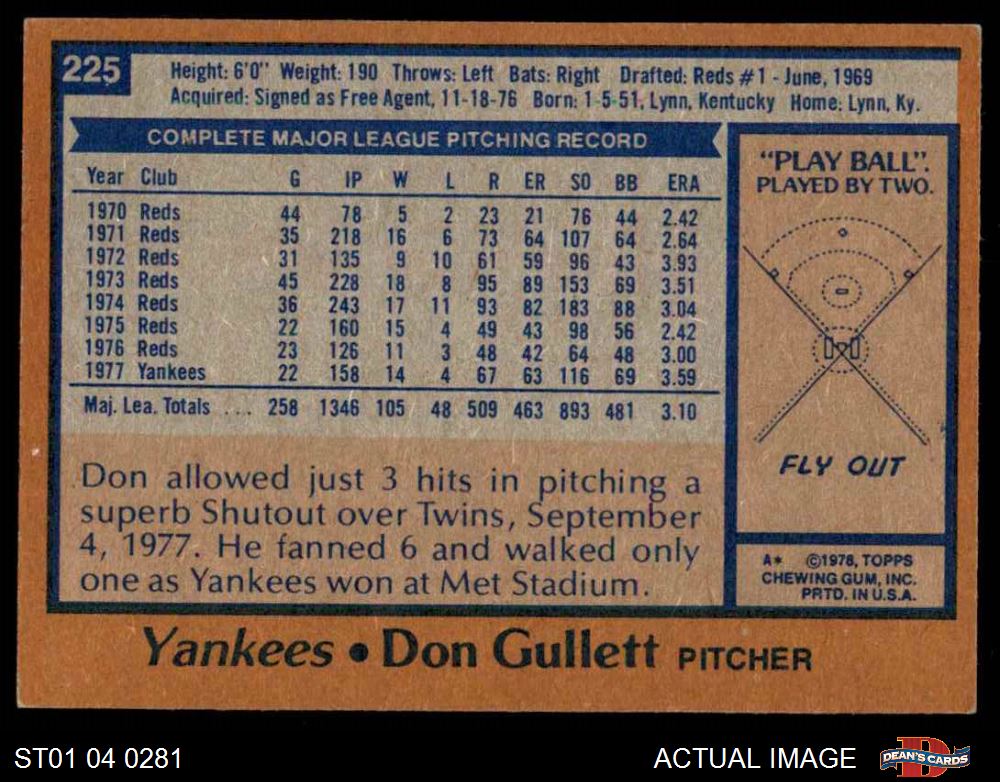 225
Height: 6'0" Weight: 190 Throws: Left Bats: Right Drafted: Reds #1 - June, 1969
Acquired: Signed as Free Agent, 11-18-76 Born: 1-5-51, Lynn, Kentucky Home: Lynn, Ky.
COMPLETE MAJOR LEAGUE PITCHING RECORD
Year Club G IP W L R ER SO BB ERA
1970 Reds 44 78 5 2 23 21 76 44 2.42
1971 Reds 35 218 16 6 73 64 107 64 2.64
1972 Reds 31 135 9 10 61 59 96 43 3.93
1973 Reds 45 228 18 8 95 89 153 69 3.51
1974 Reds 36 243 17 11 93 82 183 88 3.04
1975 Reds 22 160 15 4 49 43 98 56 2.42
1976 Reds 23 126 11 3 48 42 64 48 3.00
1977 Yankees 22 158 14 4 67 63 116 69 3.59
Maj. Lea. Totals ... 258 1346 105 48 509 463 893 481 3.10
Don allowed just 3 hits in pitching a
superb Shutout over Twins, September
4, 1977. He fanned 6 and walked only
one as Yankees won at Met Stadium.
"PLAY BALL".
PLAYED BY TWO.
FLY OUT
A* ©1978, TOPPS
CHEWING GUM, INC.
PRTD. IN U.S.A.
Yankees • Don Gullett PITCHER
ST01 04 0281
ACTUAL IMAGE
DEAN'S CARDS